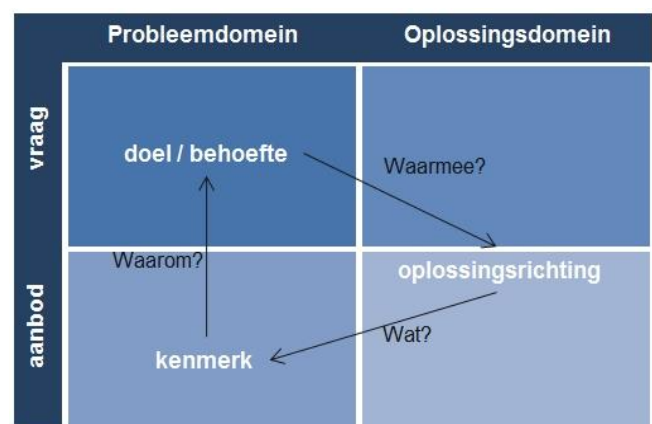 Probleemdomein
Oplossingsdomein
vraag
doel / behoefte
Waarmee?
aanbod
Waarom?
oplossingsrichting
Wat?
kenmerk